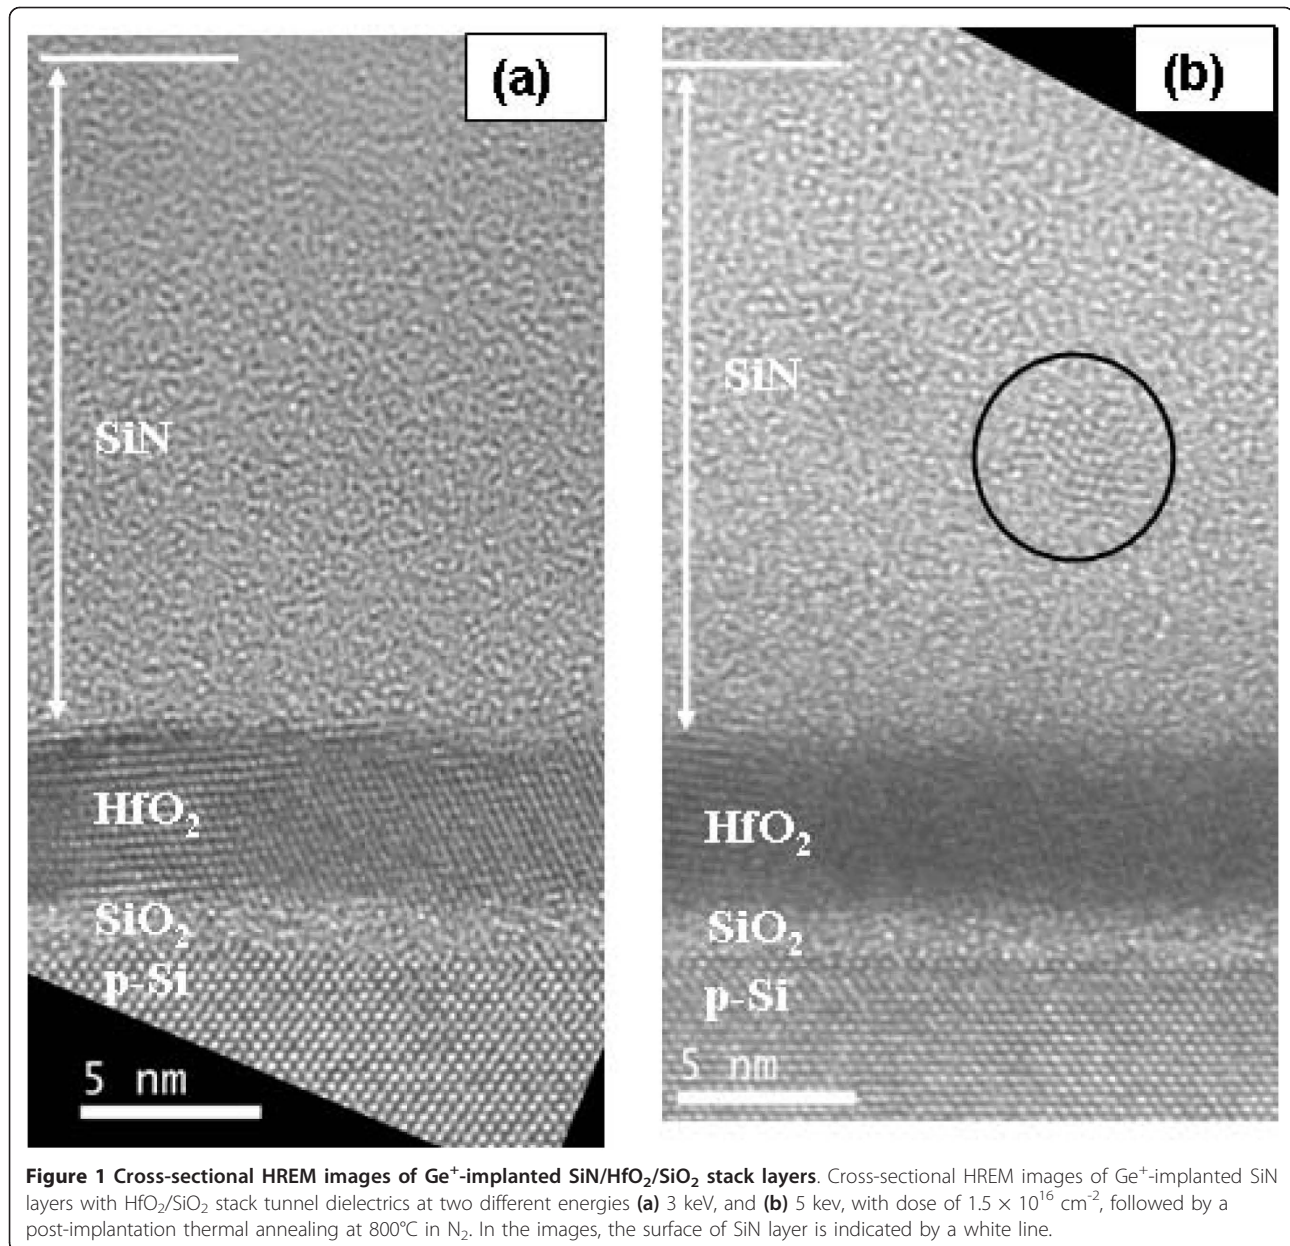 (a)
SiN
HfO₂
SiO₂
p-Si
5 nm
(b)
SiN
HfO₂
SiO₂
p-Si
5 nm
Figure 1 Cross-sectional HREM images of Ge⁺-implanted SiN/HfO₂/SiO₂ stack layers. Cross-sectional HREM images of Ge⁺-implanted SiN
layers with HfO₂/SiO₂ stack tunnel dielectrics at two different energies (a) 3 keV, and (b) 5 kev, with dose of 1.5 × 10¹⁶ cm⁻², followed by a
post-implantation thermal annealing at 800°C in N₂. In the images, the surface of SiN layer is indicated by a white line.